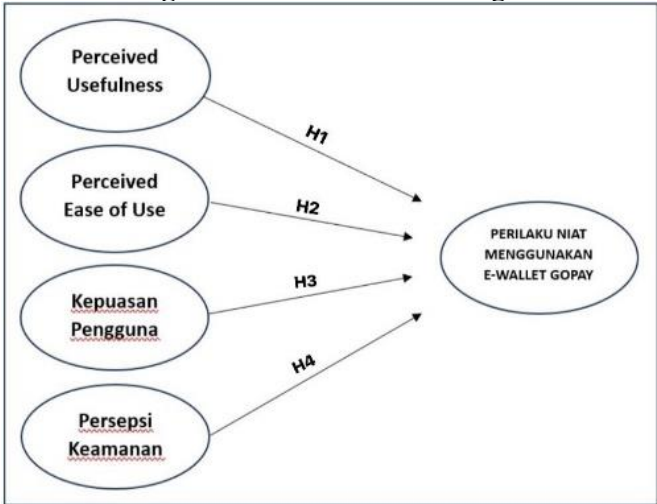 Perceived
Usefulness
H1
Perceived
Ease of Use
H2
PERILAKU NIAT
MENGGUNAKAN
E-WALLET GOPAY
Kepuasan
Pengguna
H3
Persepsi
Keamanan
H4